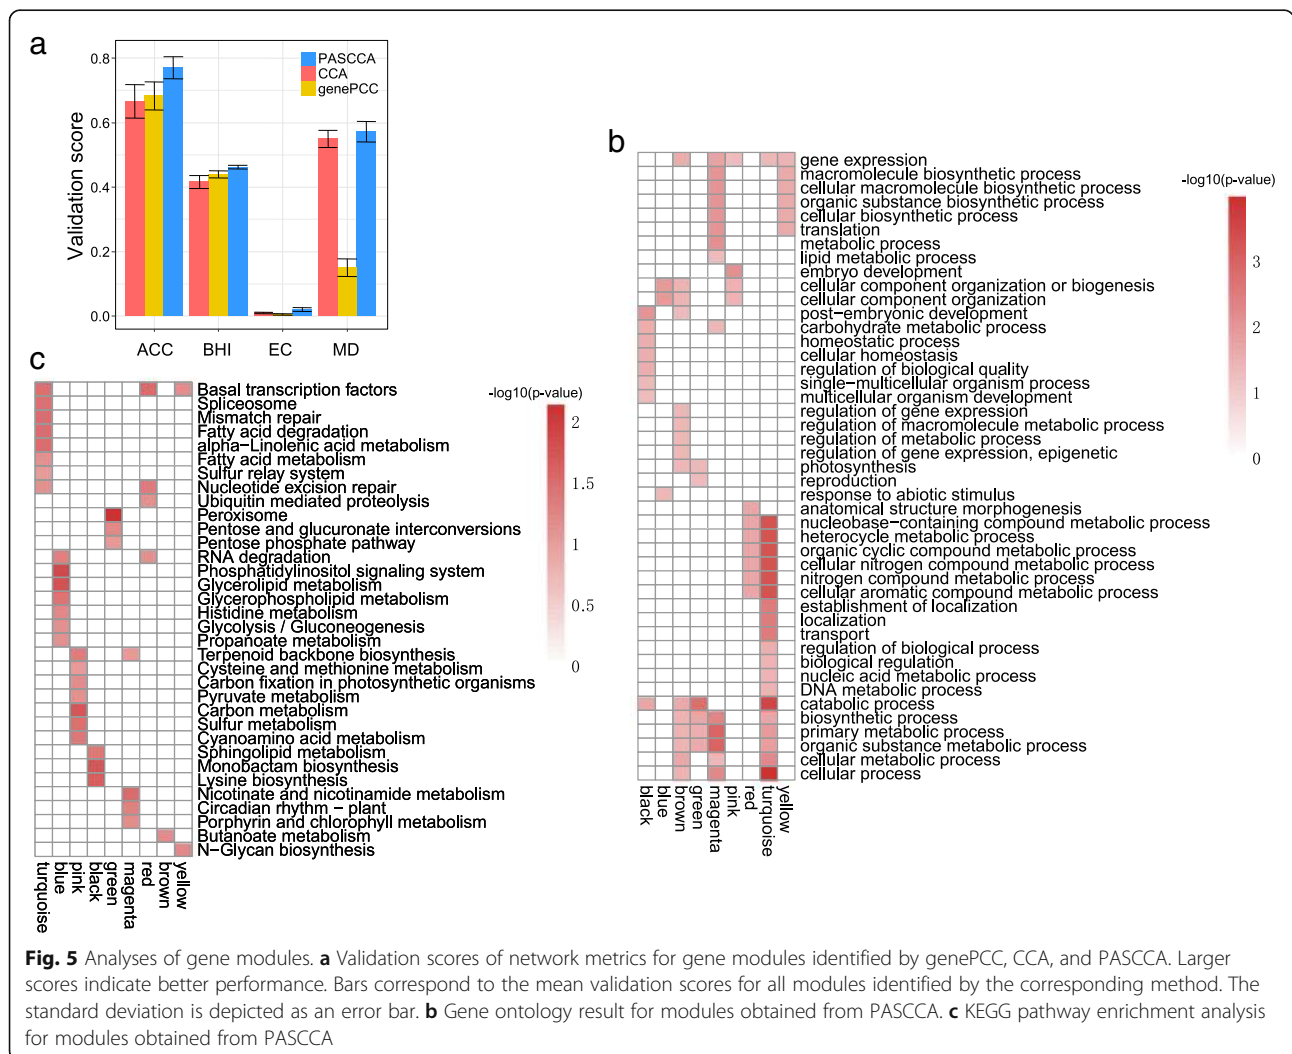 a
0.8
0.6
0.4
0.2
0.0
Validation score
PASCCA
CCA
genePCC
ACC BHI EC MD
b
gene expression
macromolecule biosynthetic process
cellular macromolecule biosynthetic process
organic substance biosynthetic process
cellular biosynthetic process
translation
metabolic process
lipid metabolic process
embryo development
cellular component organization or biogenesis
cellular component organization
post−embryonic development
carbohydrate metabolic process
homeostatic process
cellular homeostasis
regulation of biological quality
single−multicellular organism process
multicellular organism development
regulation of gene expression
regulation of macromolecule metabolic process
regulation of metabolic process
regulation of gene expression, epigenetic
photosynthesis
reproduction
response to abiotic stimulus
anatomical structure morphogenesis
nucleobase−containing compound metabolic process
heterocycle metabolic process
organic cyclic compound metabolic process
cellular nitrogen compound metabolic process
nitrogen compound metabolic process
cellular aromatic compound metabolic process
establishment of localization
localization
transport
regulation of biological process
biological regulation
nucleic acid metabolic process
DNA metabolic process
catabolic process
biosynthetic process
primary metabolic process
organic substance metabolic process
cellular metabolic process
cellular process
black
blue
brown
green
magenta
pink
red
turquoise
yellow
-log10(p-value)
3
2
1
0
c
Basal transcription factors
Spliceosome
Mismatch repair
Fatty acid degradation
alpha−Linolenic acid metabolism
Fatty acid metabolism
Sulfur relay system
Nucleotide excision repair
Ubiquitin mediated proteolysis
Peroxisome
Pentose and glucuronate interconversions
Pentose phosphate pathway
RNA degradation
Phosphatidylinositol signaling system
Glycerolipid metabolism
Glycerophospholipid metabolism
Histidine metabolism
Glycolysis / Gluconeogenesis
Propanoate metabolism
Terpenoid backbone biosynthesis
Cysteine and methionine metabolism
Carbon fixation in photosynthetic organisms
Pyruvate metabolism
Carbon metabolism
Sulfur metabolism
Cyanoamino acid metabolism
Sphingolipid metabolism
Monobactam biosynthesis
Lysine biosynthesis
Nicotinate and nicotinamide metabolism
Circadian rhythm − plant
Porphyrin and chlorophyll metabolism
Butanoate metabolism
N−Glycan biosynthesis
turquoise
blue
pink
black
green
magenta
red
brown
yellow
-log10(p-value)
2
1.5
1
0.5
0
Fig. 5 Analyses of gene modules. a Validation scores of network metrics for gene modules identified by genePCC, CCA, and PASCCA. Larger
scores indicate better performance. Bars correspond to the mean validation scores for all modules identified by the corresponding method. The
standard deviation is depicted as an error bar. b Gene ontology result for modules obtained from PASCCA. c KEGG pathway enrichment analysis
for modules obtained from PASCCA